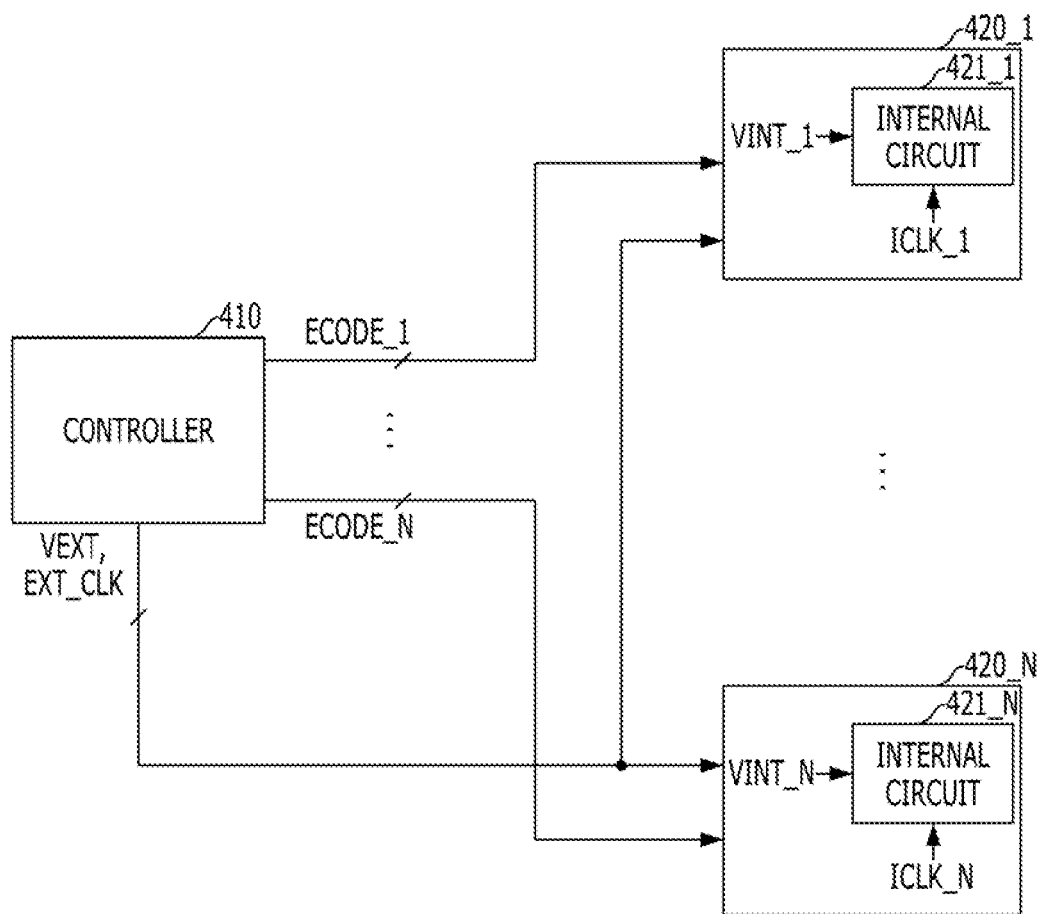 420_1
421_1
VINT_1
INTERNAL
CIRCUIT
ICLK_1
410
ECODE_1
CONTROLLER
ECODE_N
VEXT,
EXT_CLK
420_N
421_N
VINT_N
INTERNAL
CIRCUIT
ICLK_N